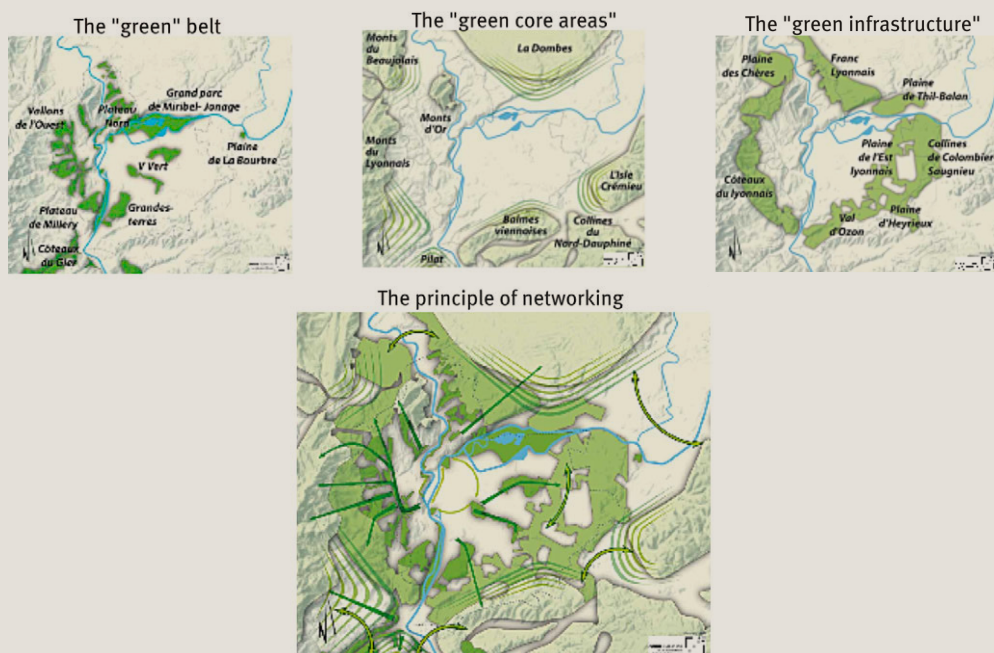 The "green" belt
Vallons
de l'Ouest
Plateau
Nord
Grand parc
de Miribel-Jonage
Plaine
de La Bourbre
V Vert
Grandes-
terres
Plateau
de Millery
Côteaux
du Gier
The "green core areas"
Monts
du
Beaujolais
La Dombes
Monts
d'Or
Monts
du
Lyonnais
L'Isle
Crémieu
Balmes
viennoises
Collines
du
Nord-Dauphiné
Pilat
N
The "green infrastructure"
Plaine
des Chères
Franc
Lyonnais
Plaine
de Thil-Balan
Plaine
de l'Est
lyonnais
Collines
de Colombier
Saugnieu
Côteaux
du lyonnais
Val
d'Ozon
Plaine
d'Heyrieux
N
The principle of networking
N